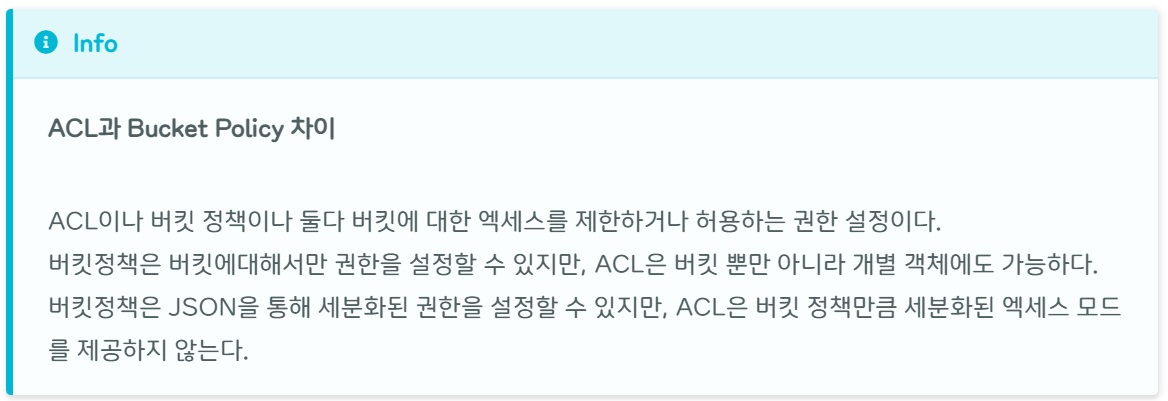 Info
ACL과 Bucket Policy 차이
ACL이나 버킷 정책이나 둘다 버킷에 대한 엑세스를 제한하거나 허용하는 권한 설정이다.
버킷정책은 버킷에대해서만 권한을 설정할 수 있지만, ACL은 버킷 뿐만 아니라 개별 객체에도 가능하다.
버킷정책은 JSON을 통해 세분화된 권한을 설정할 수 있지만, ACL은 버킷 정책만큼 세분화된 엑세스 모드
를 제공하지 않는다.